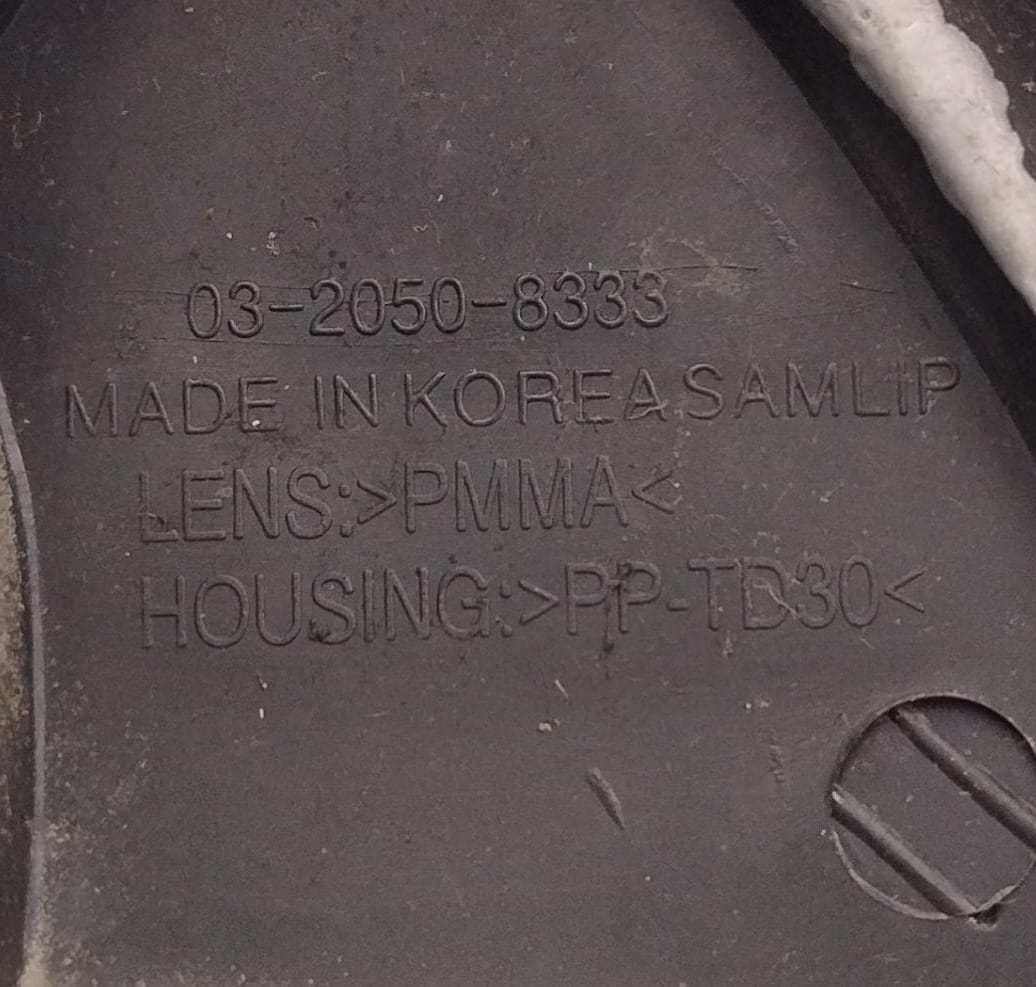 03-2050-8333
MADE IN KOREA SAMLIP
LENS:>PMMA<
HOUSING:>PP-TD30<